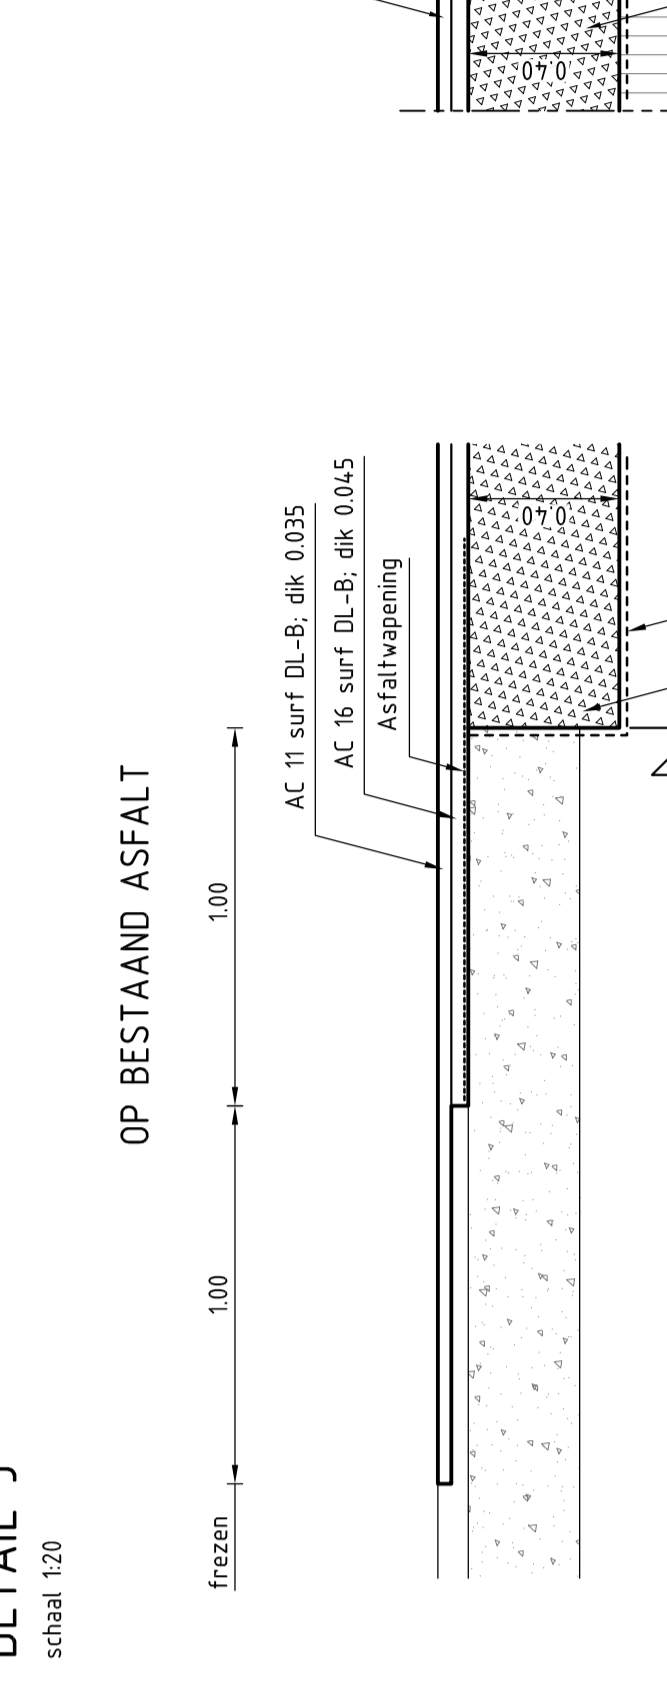 schaal 1:20
OP BESTAAND ASFALT
frezen
1.00
1.00
AC 11 surf DL-B; dik 0.035
AC 16 surf DL-B; dik 0.045
Asfaltwapening
0.40
0.40